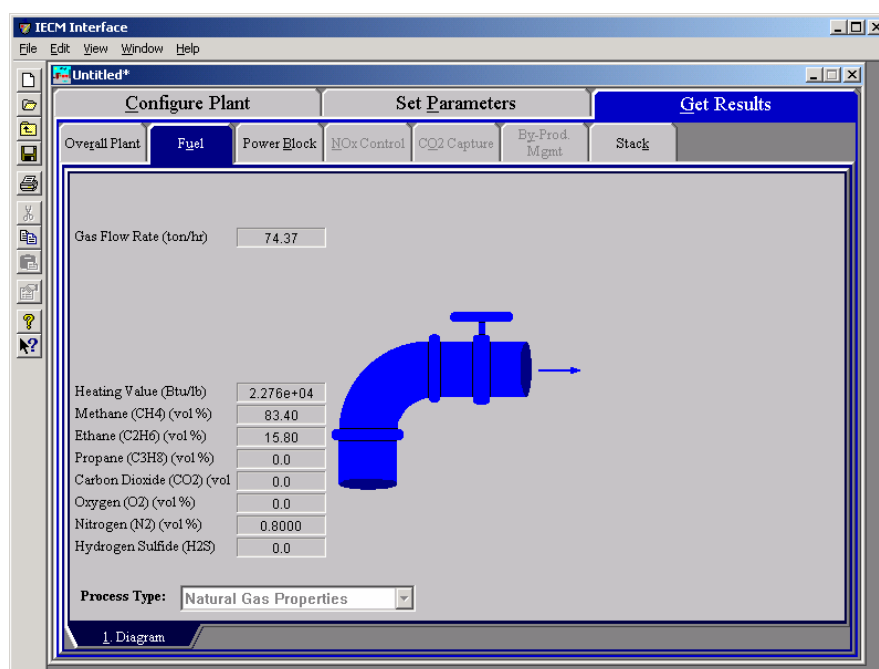 IECM Interface
File Edit View Window Help
Untitled*
Configure Plant Set Parameters Get Results
Overall Plant Fuel Power Block NOx Control CO2 Capture By-Prod. Mgmt Stack
Gas Flow Rate (ton/hr) 74.37
Heating Value (Btu/lb) 2.276e+04
Methane (CH4) (vol %) 83.40
Ethane (C2H6) (vol %) 15.80
Propane (C3H8) (vol %) 0.0
Carbon Dioxide (CO2) (vol 0.0
Oxygen (O2) (vol %) 0.0
Nitrogen (N2) (vol %) 0.8000
Hydrogen Sulfide (H2S) 0.0
Process Type: Natural Gas Properties
1. Diagram